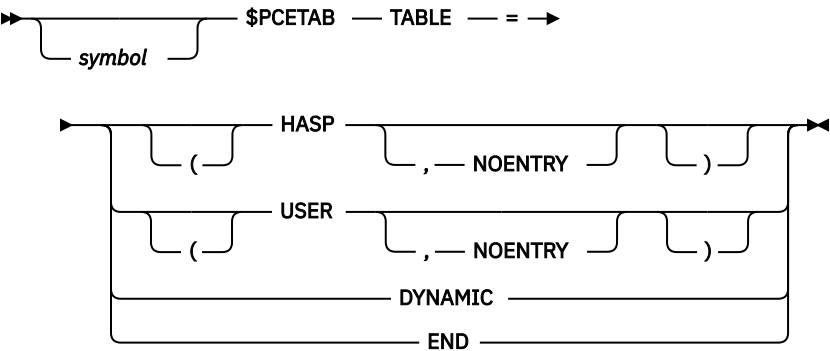 $PCETAB TABLE =
symbol
HASP
( , NOENTRY )
USER
( , NOENTRY )
DYNAMIC
END